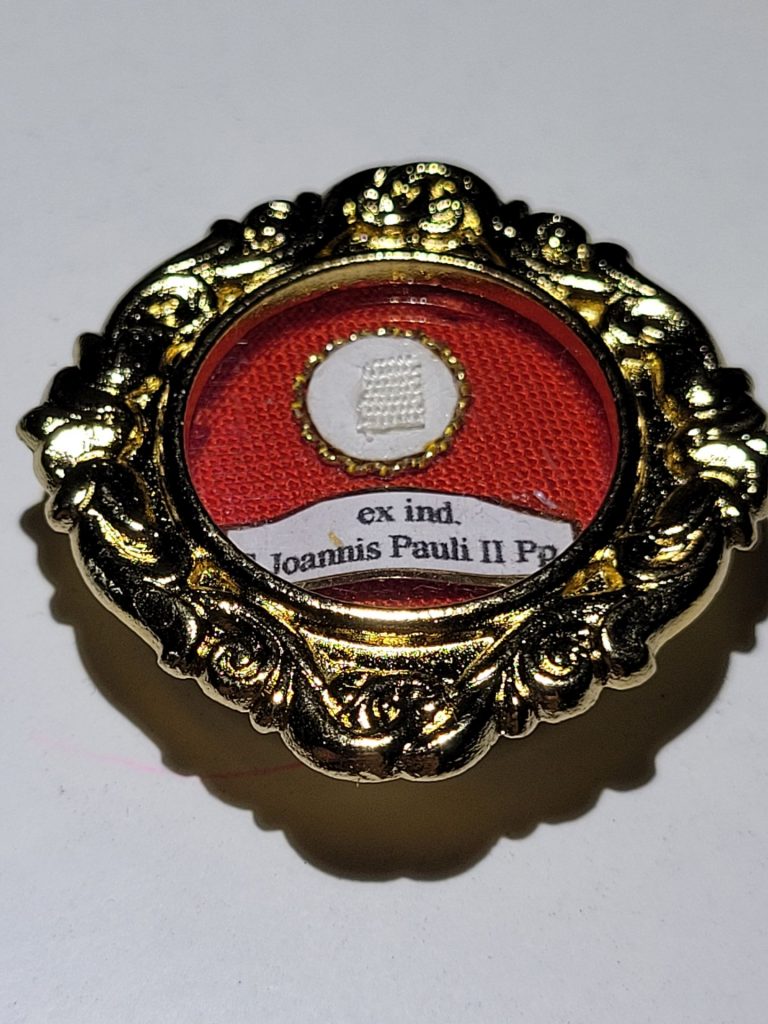 ex ind.
Joannis Pauli II Pp